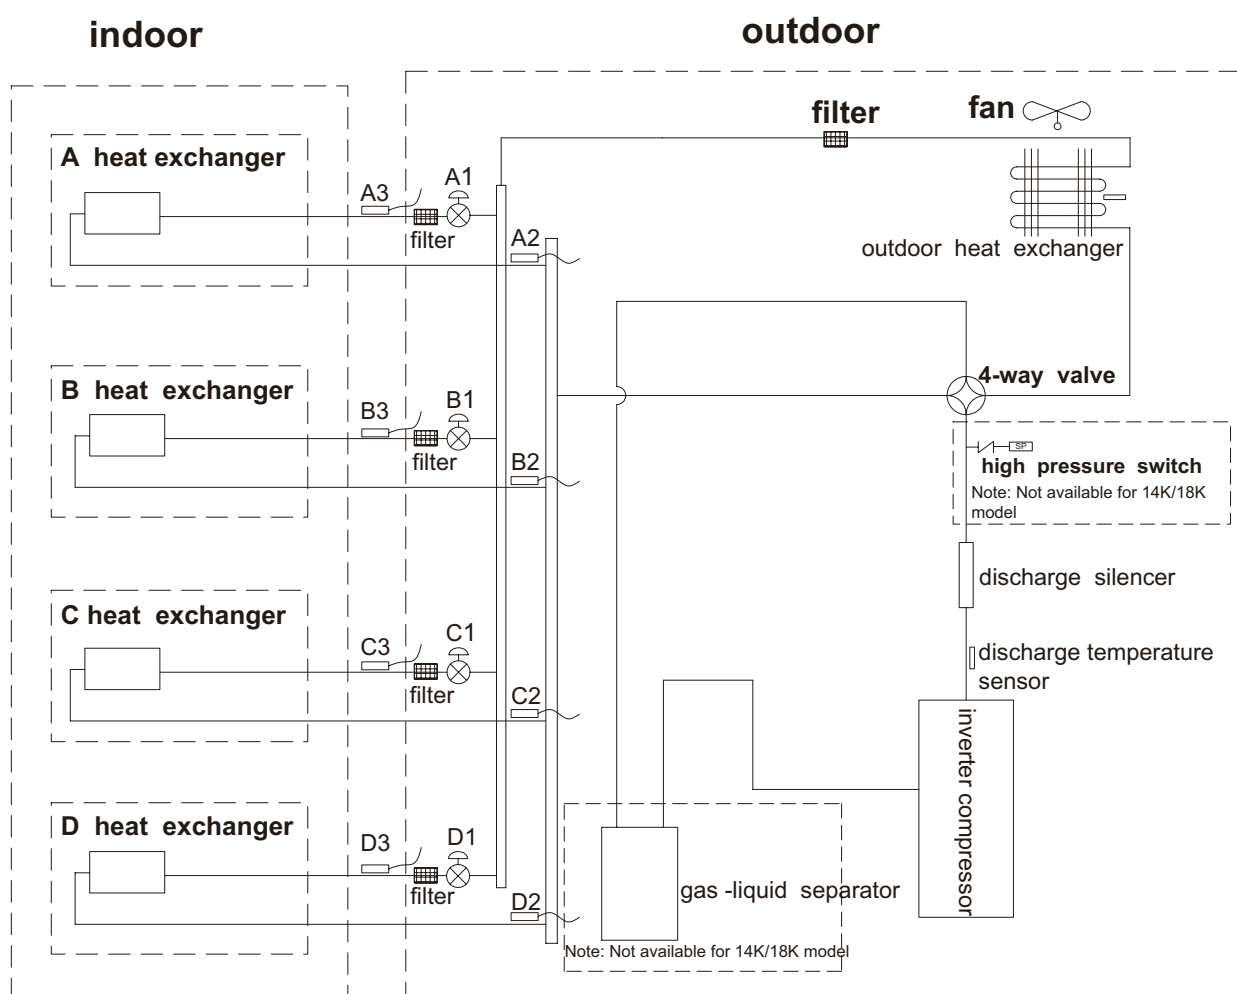 indoor
outdoor
filter
fan
A heat exchanger
A3
A1
filter
A2
outdoor heat exchanger
4-way valve
B heat exchanger
B3
B1
filter
B2
SP
high pressure switch
Note: Not available for 14K/18K
model
discharge silencer
C heat exchanger
C3
C1
filter
C2
discharge temperature
sensor
inverter compressor
D heat exchanger
D3
D1
filter
D2
gas -liquid separator
Note: Not available for 14K/18K model